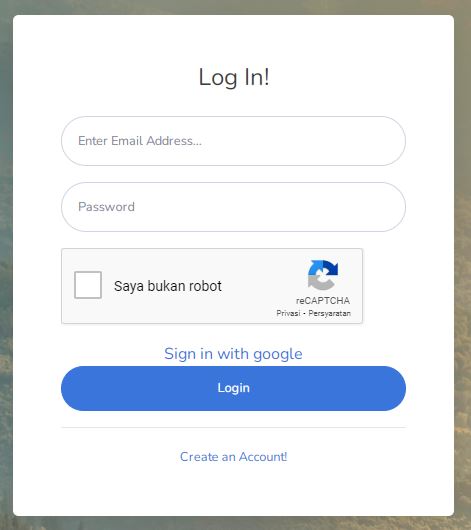 Log In!
Enter Email Address...
Password
Saya bukan robot
reCAPTCHA
Privasi - Persyaratan
Sign in with google
Login
Create an Account!